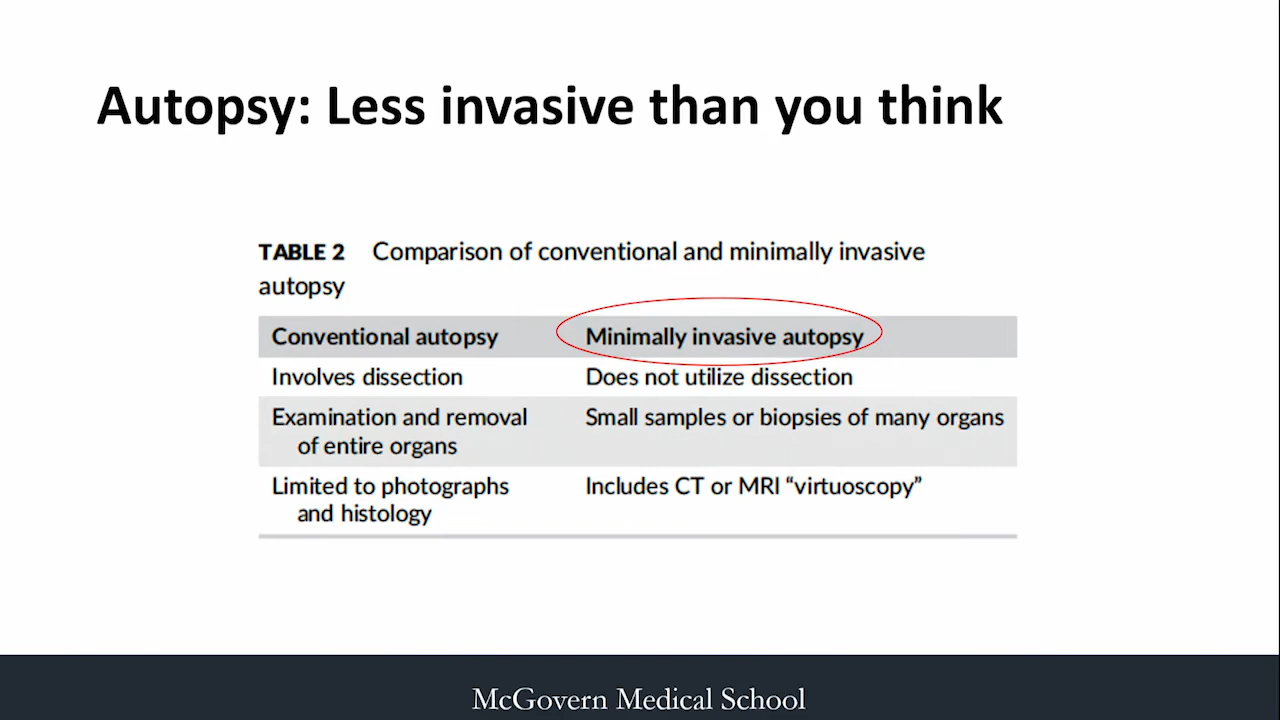 Autopsy: Less invasive than you think
TABLE 2 Comparison of conventional and minimally invasive
autopsy
Conventional autopsy Minimally invasive autopsy
Involves dissection Does not utilize dissection
Examination and removal Small samples or biopsies of many organs
of entire organs
Limited to photographs Includes CT or MRI “virtuoscopy”
and histology
McGovern Medical School